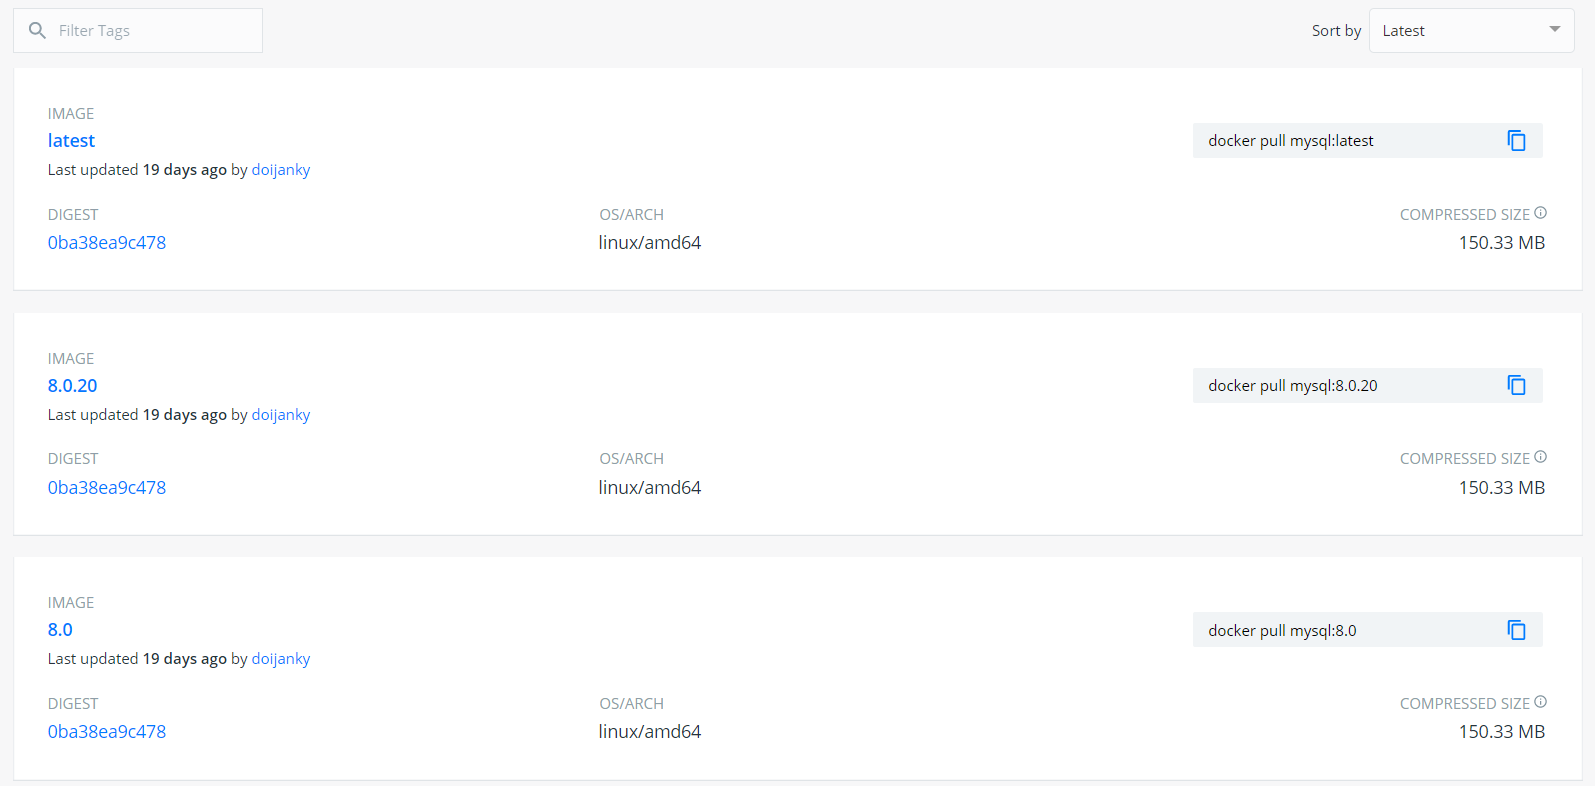 Filter Tags
Sort by Latest
IMAGE
latest
docker pull mysql:latest
Last updated 19 days ago by doijanky
DIGEST OS/ARCH COMPRESSED SIZE
0ba38ea9c478 linux/amd64 150.33 MB
IMAGE
8.0.20
docker pull mysql:8.0.20
Last updated 19 days ago by doijanky
DIGEST OS/ARCH COMPRESSED SIZE
0ba38ea9c478 linux/amd64 150.33 MB
IMAGE
8.0
docker pull mysql:8.0
Last updated 19 days ago by doijanky
DIGEST OS/ARCH COMPRESSED SIZE
0ba38ea9c478 linux/amd64 150.33 MB